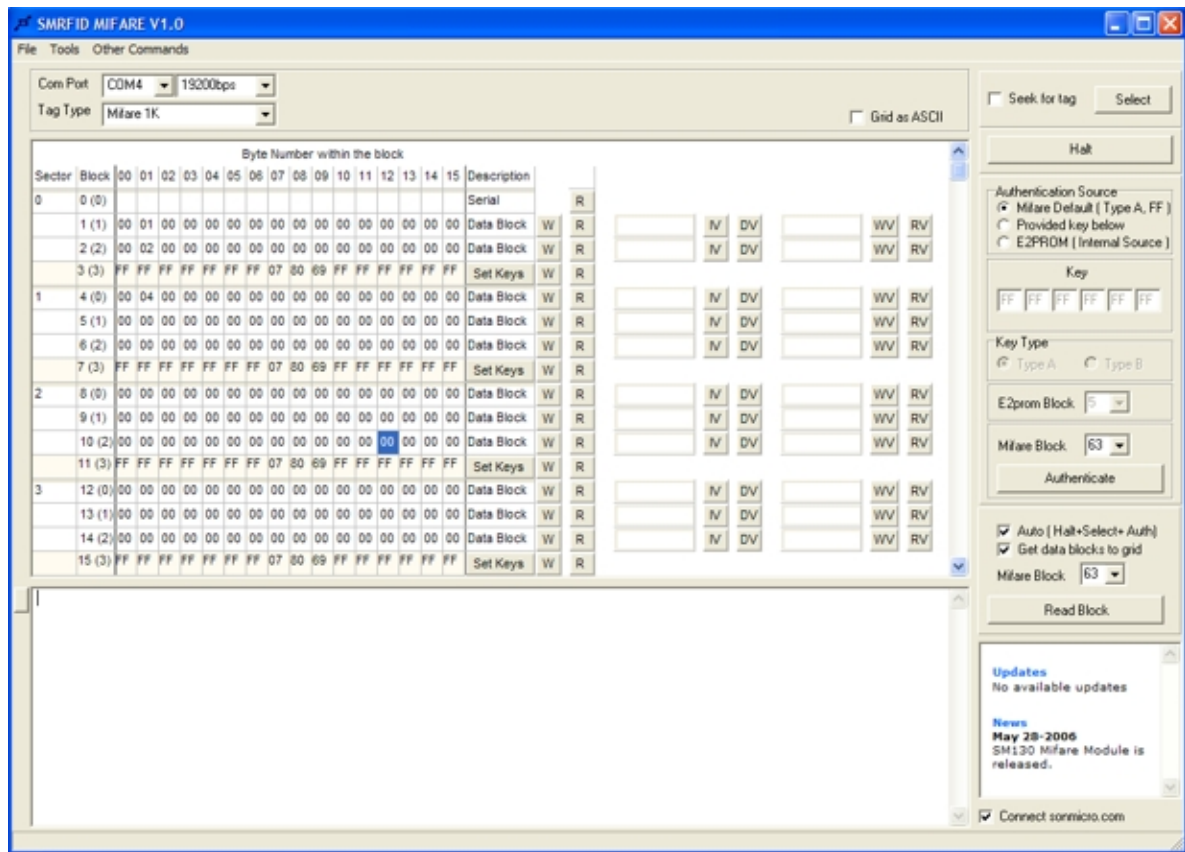 SMRFID MIFARE V1.0
File Tools Other Commands
Com Port COM4 19200bps
Tag Type Mifare 1K
Grid as ASCII
Byte Number within the block
Sector Block 00 01 02 03 04 05 06 07 08 09 10 11 12 13 14 15 Description
0 0 (0) Serial R
1 (1) 00 01 00 00 00 00 00 00 00 00 00 00 00 00 00 00 Data Block W R IV DV WV RV
2 (2) 00 02 00 00 00 00 00 00 00 00 00 00 00 00 00 00 Data Block W R IV DV WV RV
3 (3) FF FF FF FF FF FF FF 07 80 69 FF FF FF FF FF FF Set Keys W R
1 4 (0) 00 04 00 00 00 00 00 00 00 00 00 00 00 00 00 00 Data Block W R IV DV WV RV
5 (1) 00 00 00 00 00 00 00 00 00 00 00 00 00 00 00 00 Data Block W R IV DV WV RV
6 (2) 00 00 00 00 00 00 00 00 00 00 00 00 00 00 00 00 Data Block W R IV DV WV RV
7 (3) FF FF FF FF FF FF FF 07 80 69 FF FF FF FF FF FF Set Keys W R
2 8 (0) 00 00 00 00 00 00 00 00 00 00 00 00 00 00 00 00 Data Block W R IV DV WV RV
9 (1) 00 00 00 00 00 00 00 00 00 00 00 00 00 00 00 00 Data Block W R IV DV WV RV
10 (2) 00 00 00 00 00 00 00 00 00 00 00 00 00 00 00 00 Data Block W R IV DV WV RV
11 (3) FF FF FF FF FF FF FF 07 80 69 FF FF FF FF FF FF Set Keys W R
3 12 (0) 00 00 00 00 00 00 00 00 00 00 00 00 00 00 00 00 Data Block W R IV DV WV RV
13 (1) 00 00 00 00 00 00 00 00 00 00 00 00 00 00 00 00 Data Block W R IV DV WV RV
14 (2) 00 00 00 00 00 00 00 00 00 00 00 00 00 00 00 00 Data Block W R IV DV WV RV
15 (3) FF FF FF FF FF FF FF 07 80 69 FF FF FF FF FF FF Set Keys W R
Seek for tag Select
Halt
Authentication Source
Mifare Default ( Type A, FF )
Provided key below
E2PROM ( Internal Source )
Key
FF FF FF FF FF FF
Key Type
Type A Type B
E2prom Block 5
Mifare Block 63
Authenticate
Auto ( Halt+Select+ Auth)
Get data blocks to grid
Mifare Block 63
Read Block
Updates
No available updates
News
May 28-2006
SM130 Mifare Module is
released.
Connect sonmicro.com